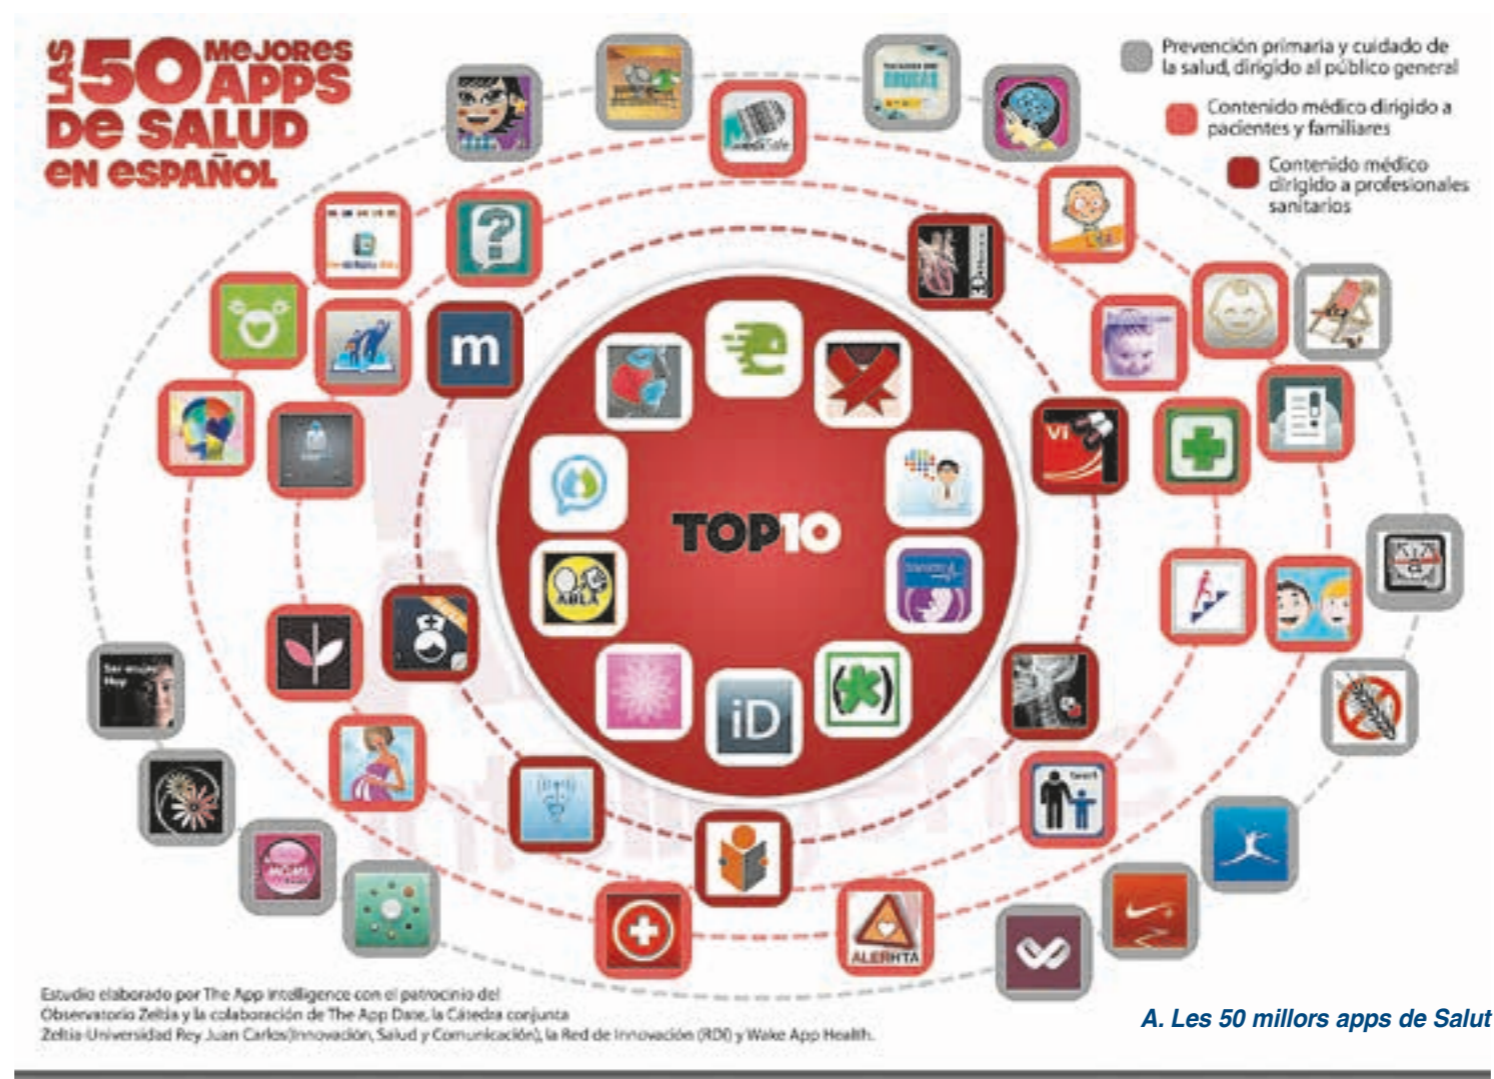 LAS 50 MEJORES
APPS
DE SALUD
EN ESPAÑOL
Prevención primaria y cuidado de
la salud, dirigido al público general
Contenido médico dirigido a
pacientes y familiares
Contenido médico
dirigido a profesionales
sanitarios
m
VI
TOP10
ABLA
iD
ALERHTA
Estudio elaborado por The App Intelligence con el patrocinio del
Observatorio Zeltia y la colaboración de The App Date, la Cátedra conjunta
Zeltia-Universidad Rey Juan Carlos(Innovación, Salud y Comunicación), la Red de Innovación (RDI) y Wake App Health.
A. Les 50 millors apps de Salut